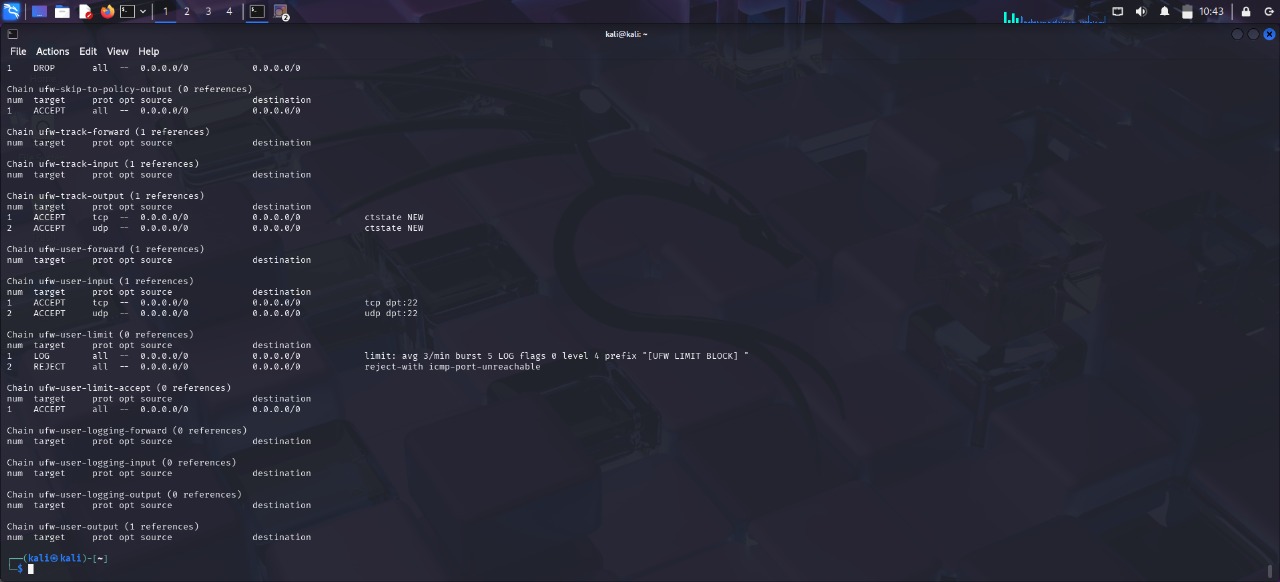 1 2 3 4 2 10:43
kali@kali: ~
File Actions Edit View Help
1    DROP       all  --  0.0.0.0/0            0.0.0.0/0
Chain ufw-skip-to-policy-output (0 references)
num  target     prot opt source               destination
1    ACCEPT     all  --  0.0.0.0/0            0.0.0.0/0
Chain ufw-track-forward (1 references)
num  target     prot opt source               destination
Chain ufw-track-input (1 references)
num  target     prot opt source               destination
Chain ufw-track-output (1 references)
num  target     prot opt source               destination
1    ACCEPT     tcp  --  0.0.0.0/0            0.0.0.0/0            ctstate NEW
2    ACCEPT     udp  --  0.0.0.0/0            0.0.0.0/0            ctstate NEW
Chain ufw-user-forward (1 references)
num  target     prot opt source               destination
Chain ufw-user-input (1 references)
num  target     prot opt source               destination
1    ACCEPT     tcp  --  0.0.0.0/0            0.0.0.0/0            tcp dpt:22
2    ACCEPT     udp  --  0.0.0.0/0            0.0.0.0/0            udp dpt:22
Chain ufw-user-limit (0 references)
num  target     prot opt source               destination
1    LOG        all  --  0.0.0.0/0            0.0.0.0/0            limit: avg 3/min burst 5 LOG flags 0 level 4 prefix "[UFW LIMIT BLOCK] "
2    REJECT     all  --  0.0.0.0/0            0.0.0.0/0            reject-with icmp-port-unreachable
Chain ufw-user-limit-accept (0 references)
num  target     prot opt source               destination
1    ACCEPT     all  --  0.0.0.0/0            0.0.0.0/0
Chain ufw-user-logging-forward (0 references)
num  target     prot opt source               destination
Chain ufw-user-logging-input (0 references)
num  target     prot opt source               destination
Chain ufw-user-logging-output (0 references)
num  target     prot opt source               destination
Chain ufw-user-output (1 references)
num  target     prot opt source               destination
┌──(kali㉿kali)-[~]
└─$